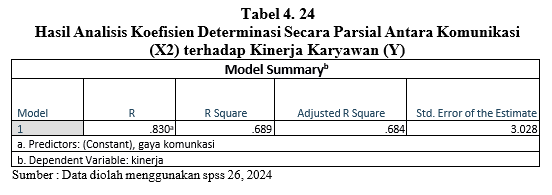 Tabel 4. 24
Hasil Analisis Koefisien Determinasi Secara Parsial Antara Komunikasi
(X2) terhadap Kinerja Karyawan (Y)
Model Summaryᵇ
Model R R Square Adjusted R Square Std. Error of the Estimate
1 .830ᵃ .689 .684 3.028
a. Predictors: (Constant), gaya komunkasi
b. Dependent Variable: kinerja
Sumber : Data diolah menggunakan spss 26, 2024